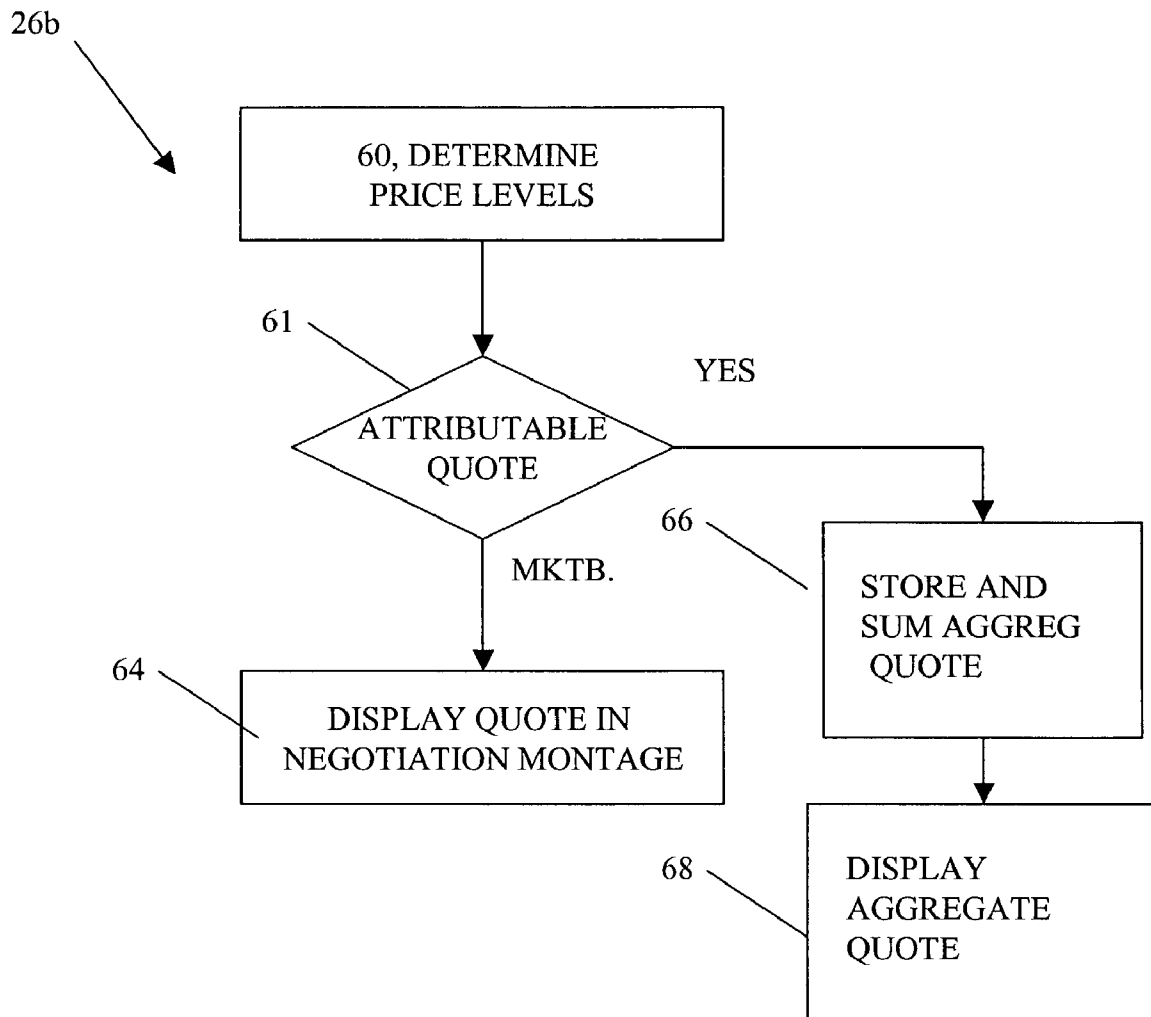 26b
60, DETERMINE
PRICE LEVELS
61
YES
ATTRIBUTABLE
QUOTE
66
MKTB.
STORE AND
SUM AGGREG
QUOTE
64
DISPLAY QUOTE IN
NEGOTIATION MONTAGE
68
DISPLAY
AGGREGATE
QUOTE